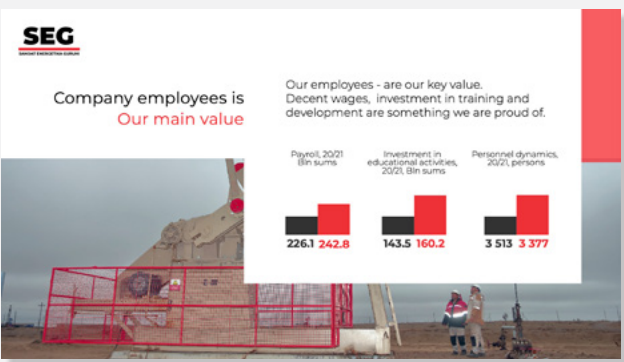 SEG
SANOAT ENERGETIKA GURUHI
Company employees is
Our main value
Our employees - are our key value.
Decent wages, investment in training and
development are something we are proud of.
Payroll, 20/21
Bln sums
Investment in
educational activities,
20/21, Bln sums
Personnel dynamics,
20/21, persons
226.1 242.8
143.5 160.2
3 513 3 377